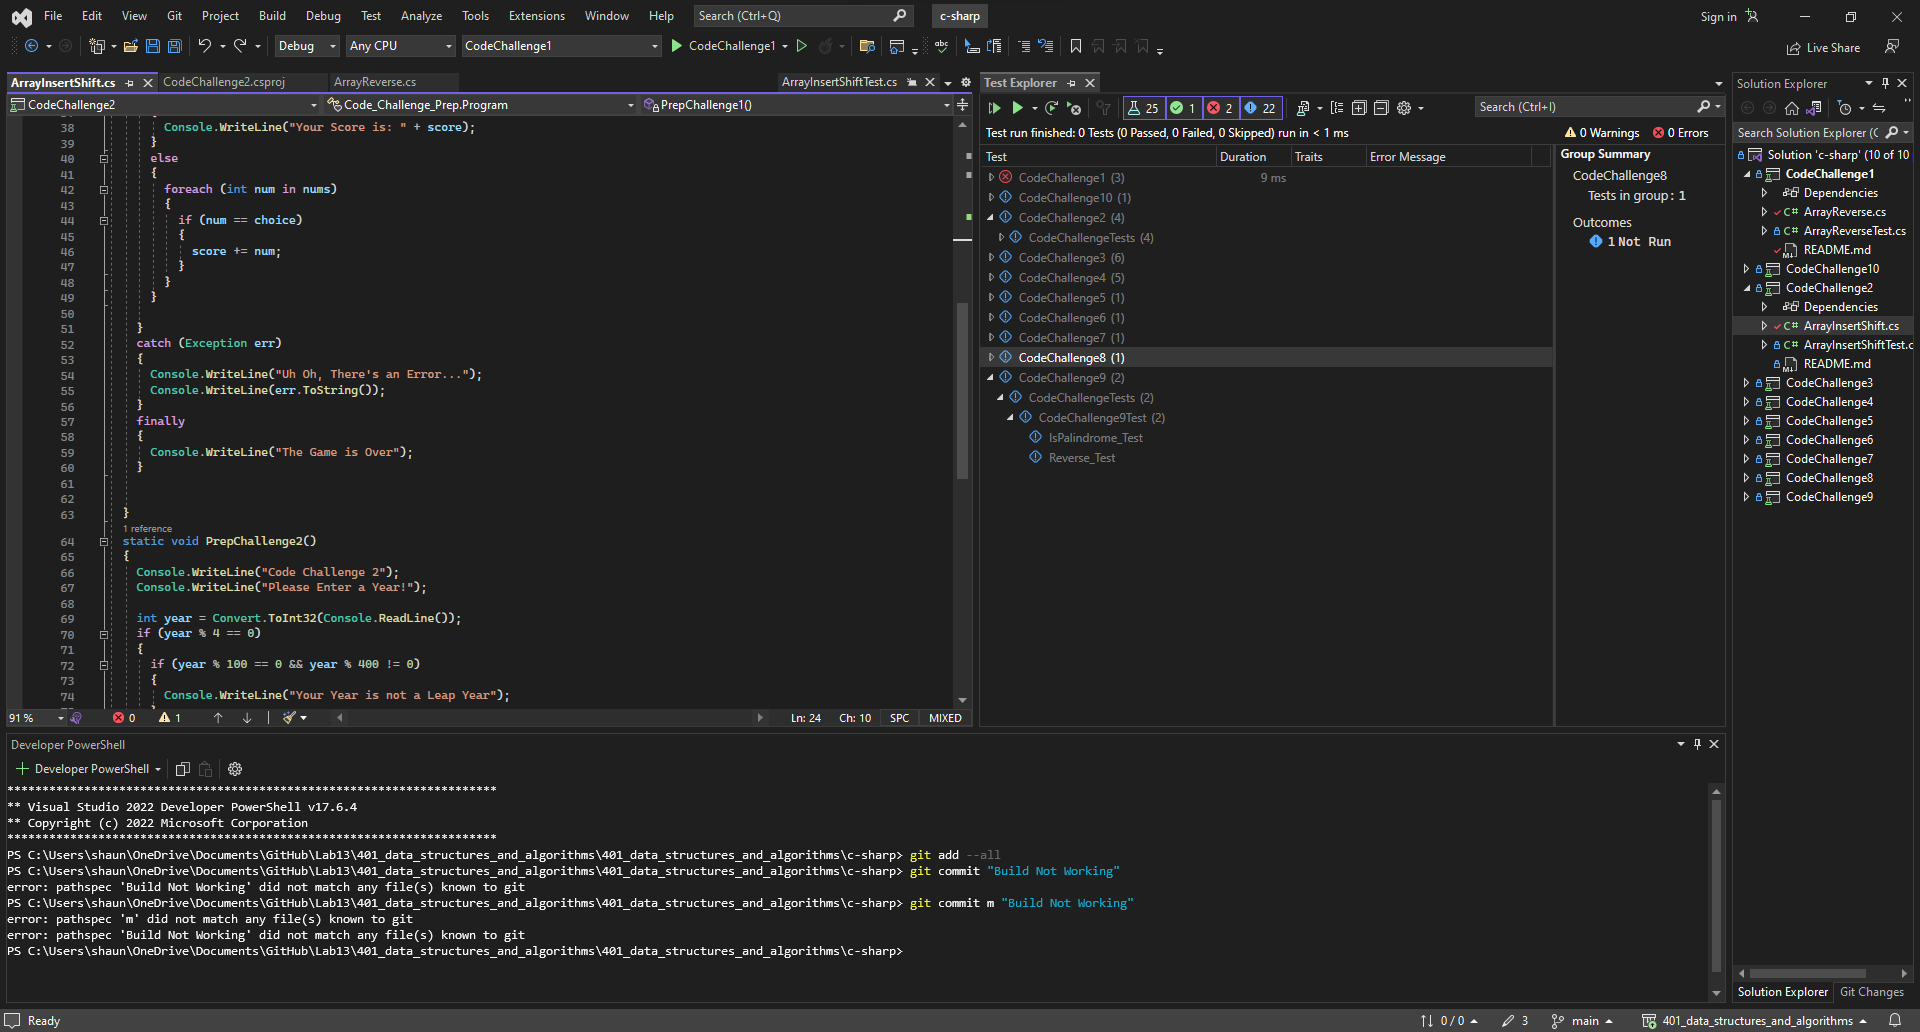 File Edit View Git Project Build Debug Test Analyze Tools Extensions Window Help Search (Ctrl+Q) c-sharp Sign in
Debug Any CPU CodeChallenge1 CodeChallenge1 Live Share
ArrayInsertShift.cs CodeChallenge2.csproj ArrayReverse.cs ArrayInsertShiftTest.cs
CodeChallenge2 Code_Challenge_Prep.Program PrepChallenge1()
38 Console.WriteLine("Your Score is: " + score);
39 }
40 else
41 {
42 foreach (int num in nums)
43 {
44 if (num == choice)
45 {
46 score += num;
47 }
48 }
49 }
50
51 }
52 catch (Exception err)
53 {
54 Console.WriteLine("Uh Oh, There's an Error...");
55 Console.WriteLine(err.ToString());
56 }
57 finally
58 {
59 Console.WriteLine("The Game is Over");
60 }
61
62
63 }
1 reference
64 static void PrepChallenge2()
65 {
66 Console.WriteLine("Code Challenge 2");
67 Console.WriteLine("Please Enter a Year!");
68
69 int year = Convert.ToInt32(Console.ReadLine());
70 if (year % 4 == 0)
71 {
72 if (year % 100 == 0 && year % 400 != 0)
73 {
74 Console.WriteLine("Your Year is not a Leap Year");
91 % 0 1 Ln: 24 Ch: 10 SPC MIXED
Test Explorer
25 1 2 22 Search (Ctrl+I)
Test run finished: 0 Tests (0 Passed, 0 Failed, 0 Skipped) run in < 1 ms 0 Warnings 0 Errors
Test Duration Traits Error Message
CodeChallenge1 (3) 9 ms
CodeChallenge10 (1)
CodeChallenge2 (4)
CodeChallengeTests (4)
CodeChallenge3 (6)
CodeChallenge4 (5)
CodeChallenge5 (1)
CodeChallenge6 (1)
CodeChallenge7 (1)
CodeChallenge8 (1)
CodeChallenge9 (2)
CodeChallengeTests (2)
CodeChallenge9Test (2)
IsPalindrome_Test
Reverse_Test
Group Summary
CodeChallenge8
Tests in group: 1
Outcomes
1 Not Run
Solution Explorer
Search Solution Explorer (C
Solution 'c-sharp' (10 of 10
CodeChallenge1
Dependencies
C# ArrayReverse.cs
C# ArrayReverseTest.cs
README.md
CodeChallenge10
CodeChallenge2
Dependencies
C# ArrayInsertShift.cs
C# ArrayInsertShiftTest.c
README.md
CodeChallenge3
CodeChallenge4
CodeChallenge5
CodeChallenge6
CodeChallenge7
CodeChallenge8
CodeChallenge9
Solution Explorer Git Changes
Developer PowerShell
Developer PowerShell
**********************************************************************
** Visual Studio 2022 Developer PowerShell v17.6.4
** Copyright (c) 2022 Microsoft Corporation
**********************************************************************
PS C:\Users\shaun\OneDrive\Documents\GitHub\Lab13\401_data_structures_and_algorithms\401_data_structures_and_algorithms\c-sharp> git add --all
PS C:\Users\shaun\OneDrive\Documents\GitHub\Lab13\401_data_structures_and_algorithms\401_data_structures_and_algorithms\c-sharp> git commit "Build Not Working"
error: pathspec 'Build Not Working' did not match any file(s) known to git
PS C:\Users\shaun\OneDrive\Documents\GitHub\Lab13\401_data_structures_and_algorithms\401_data_structures_and_algorithms\c-sharp> git commit m "Build Not Working"
error: pathspec 'm' did not match any file(s) known to git
error: pathspec 'Build Not Working' did not match any file(s) known to git
PS C:\Users\shaun\OneDrive\Documents\GitHub\Lab13\401_data_structures_and_algorithms\401_data_structures_and_algorithms\c-sharp>
Ready 0 / 0 3 main 401_data_structures_and_algorithms